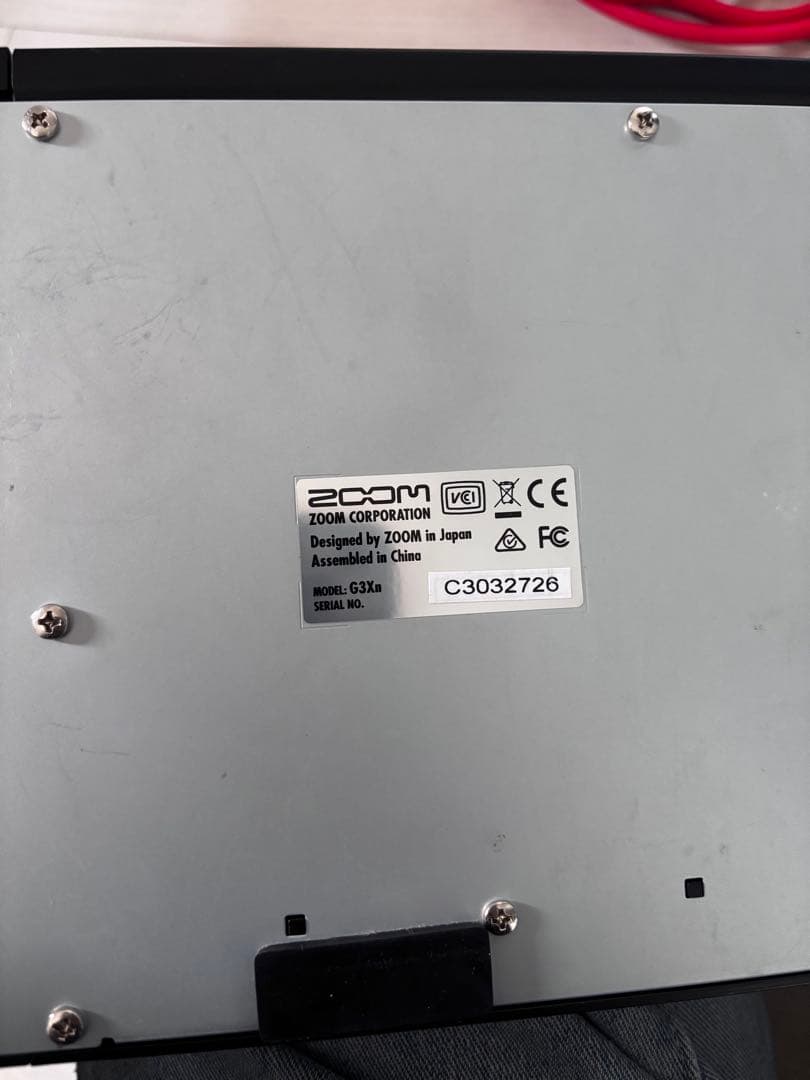 ZOOM
VCI
CE
ZOOM CORPORATION
Designed by ZOOM in Japan
Assembled in China
FC
MODEL: G3Xn
SERIAL NO.
C3032726